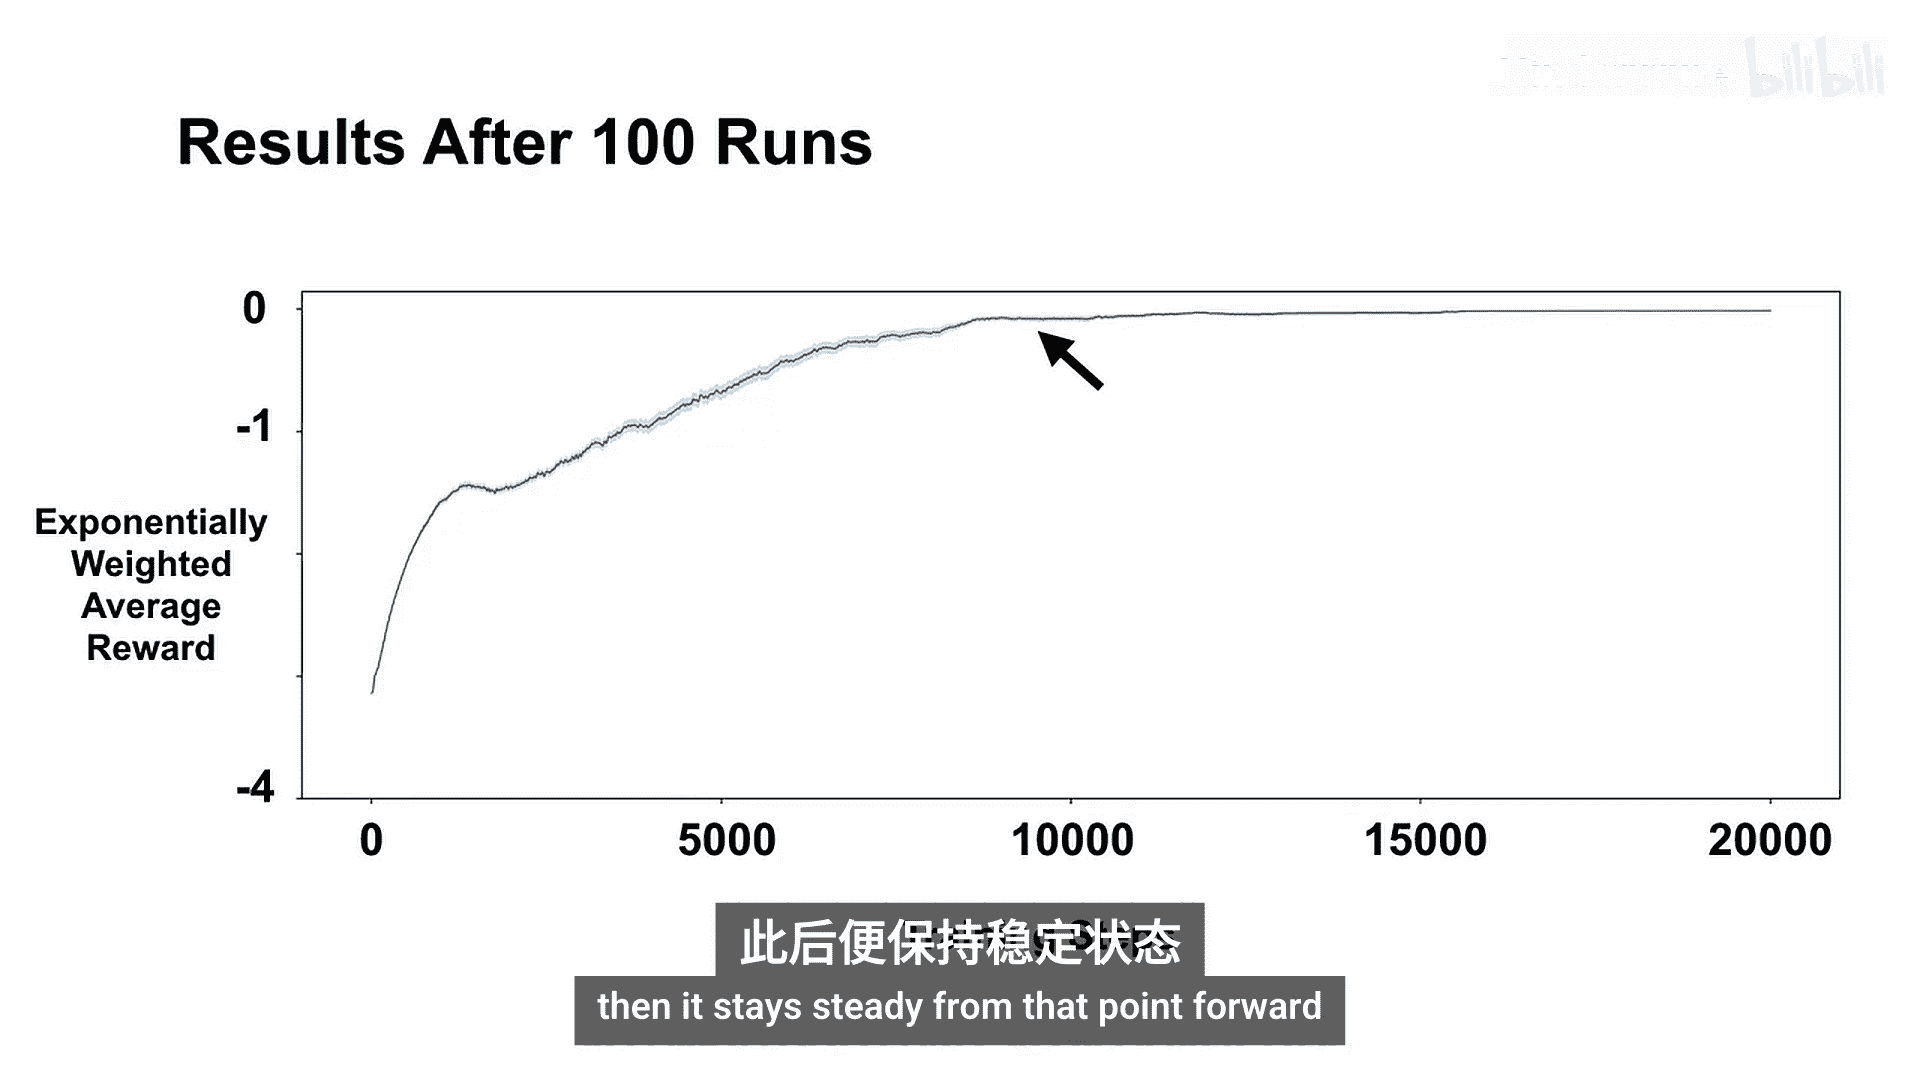 bilibili
Results After 100 Runs
0
-1
Exponentially
Weighted
Average
Reward
-4
0 5000 10000 15000 20000
此后便保持稳定状态
then it stays steady from that point forward